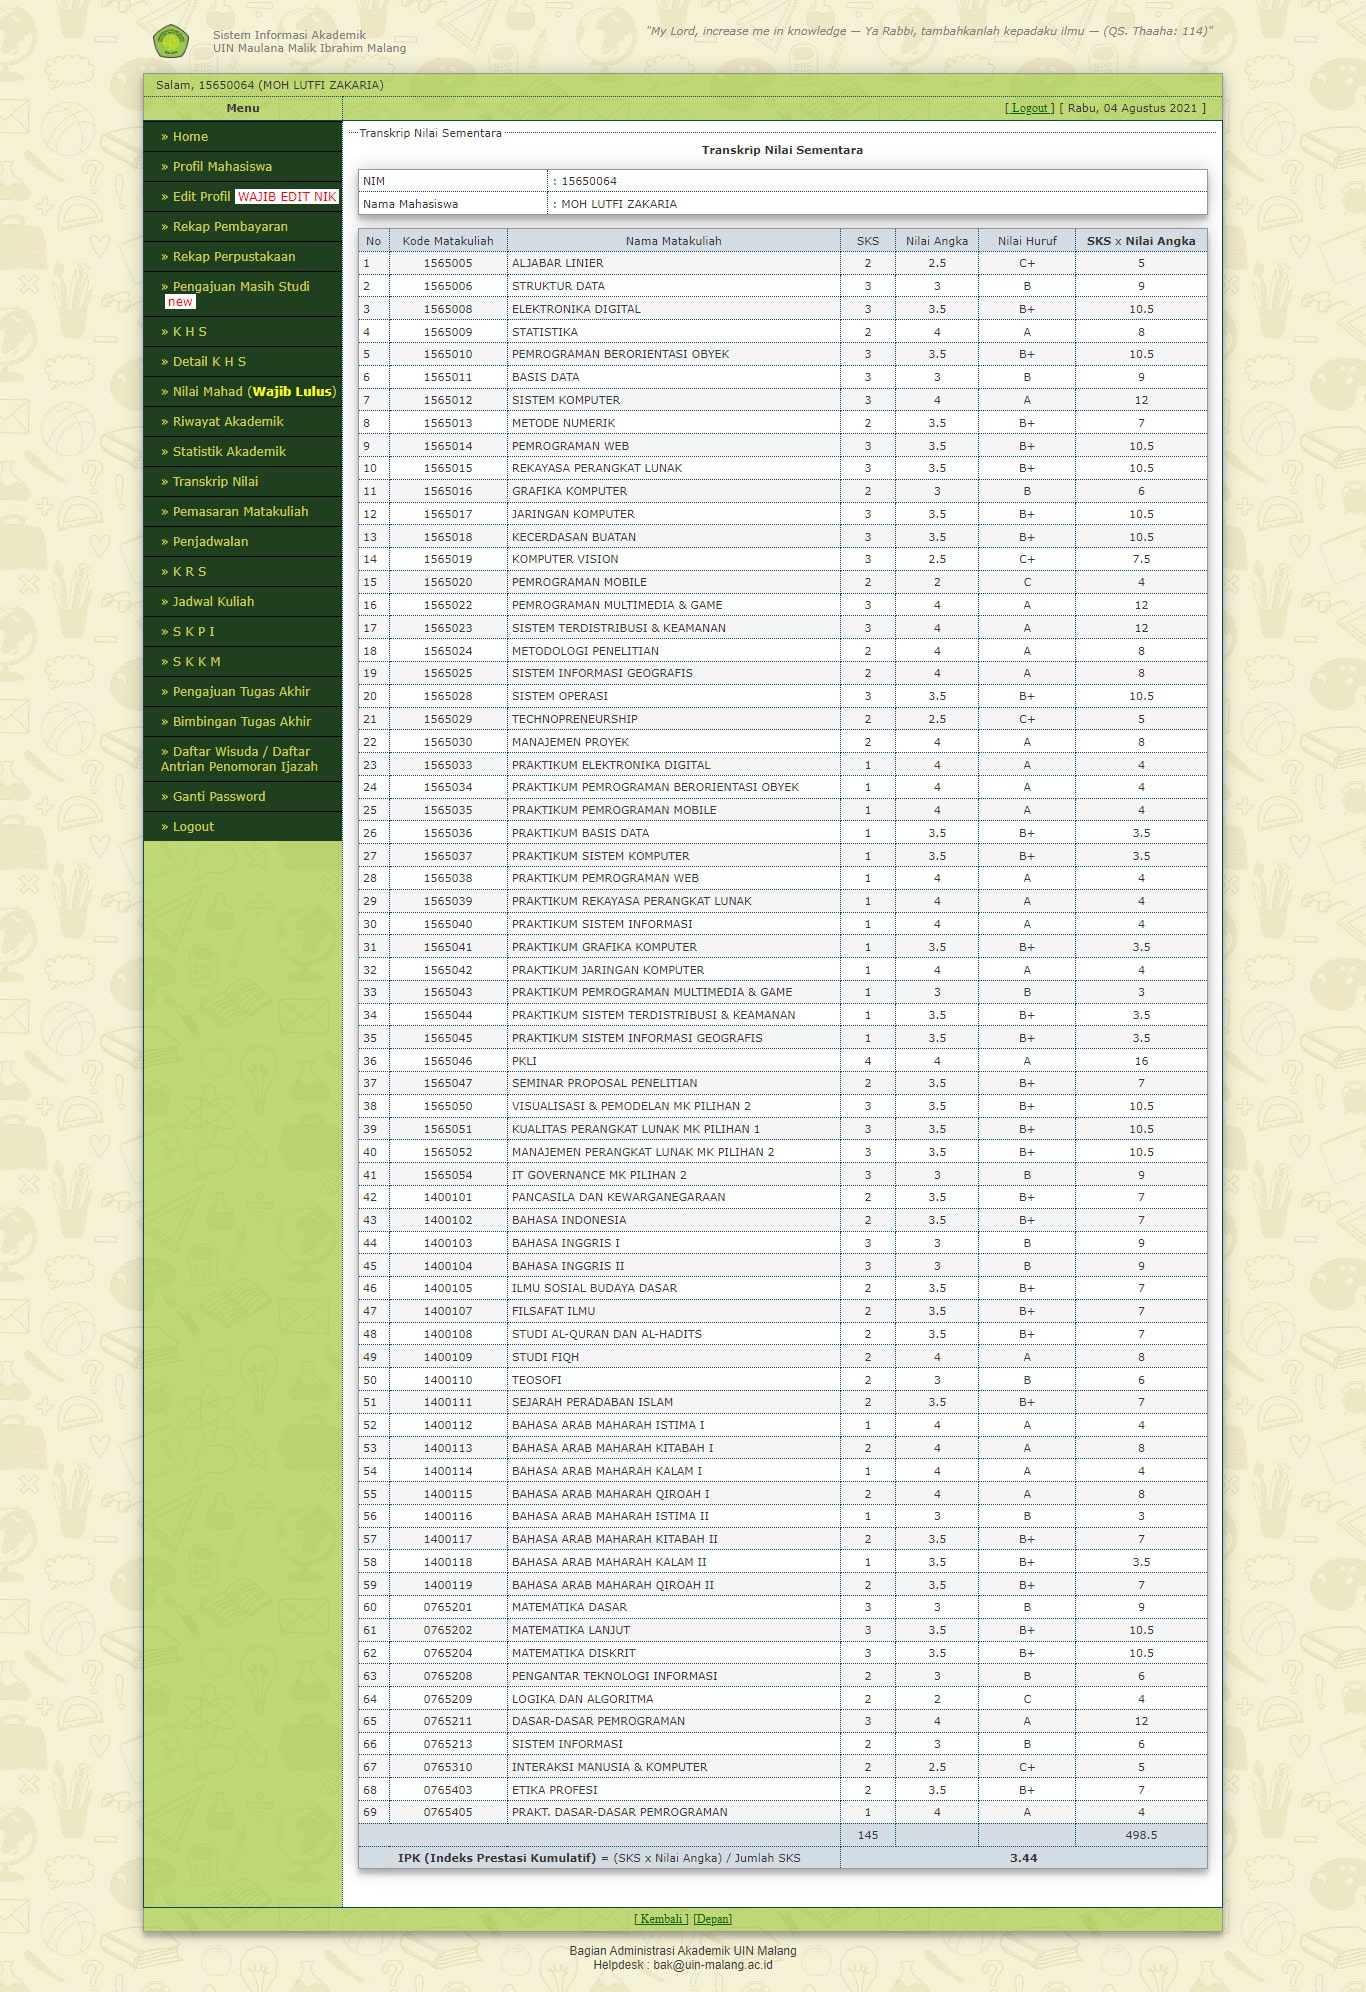 Sistem Informasi Akademik
UIN Maulana Malik Ibrahim Malang
"My Lord, increase me in knowledge — Ya Rabbi, tambahkanlah kepadaku ilmu — (QS. Thaaha: 114)"
Salam, 15650064 (MOH LUTFI ZAKARIA)
Menu
[ Logout ] [ Rabu, 04 Agustus 2021 ]
» Home
» Profil Mahasiswa
» Edit Profil WAJIB EDIT NIK
» Rekap Pembayaran
» Rekap Perpustakaan
» Pengajuan Masih Studi
new
» K H S
» Detail K H S
» Nilai Mahad (Wajib Lulus)
» Riwayat Akademik
» Statistik Akademik
» Transkrip Nilai
» Pemasaran Matakuliah
» Penjadwalan
» K R S
» Jadwal Kuliah
» S K P I
» S K K M
» Pengajuan Tugas Akhir
» Bimbingan Tugas Akhir
» Daftar Wisuda / Daftar
Antrian Penomoran Ijazah
» Ganti Password
» Logout
Transkrip Nilai Sementara
Transkrip Nilai Sementara
NIM : 15650064
Nama Mahasiswa : MOH LUTFI ZAKARIA
No Kode Matakuliah Nama Matakuliah SKS Nilai Angka Nilai Huruf SKS x Nilai Angka
1 1565005 ALJABAR LINIER 2 2.5 C+ 5
2 1565006 STRUKTUR DATA 3 3 B 9
3 1565008 ELEKTRONIKA DIGITAL 3 3.5 B+ 10.5
4 1565009 STATISTIKA 2 4 A 8
5 1565010 PEMROGRAMAN BERORIENTASI OBYEK 3 3.5 B+ 10.5
6 1565011 BASIS DATA 3 3 B 9
7 1565012 SISTEM KOMPUTER 3 4 A 12
8 1565013 METODE NUMERIK 2 3.5 B+ 7
9 1565014 PEMROGRAMAN WEB 3 3.5 B+ 10.5
10 1565015 REKAYASA PERANGKAT LUNAK 3 3.5 B+ 10.5
11 1565016 GRAFIKA KOMPUTER 2 3 B 6
12 1565017 JARINGAN KOMPUTER 3 3.5 B+ 10.5
13 1565018 KECERDASAN BUATAN 3 3.5 B+ 10.5
14 1565019 KOMPUTER VISION 3 2.5 C+ 7.5
15 1565020 PEMROGRAMAN MOBILE 2 2 C 4
16 1565022 PEMROGRAMAN MULTIMEDIA & GAME 3 4 A 12
17 1565023 SISTEM TERDISTRIBUSI & KEAMANAN 3 4 A 12
18 1565024 METODOLOGI PENELITIAN 2 4 A 8
19 1565025 SISTEM INFORMASI GEOGRAFIS 2 4 A 8
20 1565028 SISTEM OPERASI 3 3.5 B+ 10.5
21 1565029 TECHNOPRENEURSHIP 2 2.5 C+ 5
22 1565030 MANAJEMEN PROYEK 2 4 A 8
23 1565033 PRAKTIKUM ELEKTRONIKA DIGITAL 1 4 A 4
24 1565034 PRAKTIKUM PEMROGRAMAN BERORIENTASI OBYEK 1 4 A 4
25 1565035 PRAKTIKUM PEMROGRAMAN MOBILE 1 4 A 4
26 1565036 PRAKTIKUM BASIS DATA 1 3.5 B+ 3.5
27 1565037 PRAKTIKUM SISTEM KOMPUTER 1 3.5 B+ 3.5
28 1565038 PRAKTIKUM PEMROGRAMAN WEB 1 4 A 4
29 1565039 PRAKTIKUM REKAYASA PERANGKAT LUNAK 1 4 A 4
30 1565040 PRAKTIKUM SISTEM INFORMASI 1 4 A 4
31 1565041 PRAKTIKUM GRAFIKA KOMPUTER 1 3.5 B+ 3.5
32 1565042 PRAKTIKUM JARINGAN KOMPUTER 1 4 A 4
33 1565043 PRAKTIKUM PEMROGRAMAN MULTIMEDIA & GAME 1 3 B 3
34 1565044 PRAKTIKUM SISTEM TERDISTRIBUSI & KEAMANAN 1 3.5 B+ 3.5
35 1565045 PRAKTIKUM SISTEM INFORMASI GEOGRAFIS 1 3.5 B+ 3.5
36 1565046 PKLI 4 4 A 16
37 1565047 SEMINAR PROPOSAL PENELITIAN 2 3.5 B+ 7
38 1565050 VISUALISASI & PEMODELAN MK PILIHAN 2 3 3.5 B+ 10.5
39 1565051 KUALITAS PERANGKAT LUNAK MK PILIHAN 1 3 3.5 B+ 10.5
40 1565052 MANAJEMEN PERANGKAT LUNAK MK PILIHAN 2 3 3.5 B+ 10.5
41 1565054 IT GOVERNANCE MK PILIHAN 2 3 3 B 9
42 1400101 PANCASILA DAN KEWARGANEGARAAN 2 3.5 B+ 7
43 1400102 BAHASA INDONESIA 2 3.5 B+ 7
44 1400103 BAHASA INGGRIS I 3 3 B 9
45 1400104 BAHASA INGGRIS II 3 3 B 9
46 1400105 ILMU SOSIAL BUDAYA DASAR 2 3.5 B+ 7
47 1400107 FILSAFAT ILMU 2 3.5 B+ 7
48 1400108 STUDI AL-QURAN DAN AL-HADITS 2 3.5 B+ 7
49 1400109 STUDI FIQH 2 4 A 8
50 1400110 TEOSOFI 2 3 B 6
51 1400111 SEJARAH PERADABAN ISLAM 2 3.5 B+ 7
52 1400112 BAHASA ARAB MAHARAH ISTIMA I 1 4 A 4
53 1400113 BAHASA ARAB MAHARAH KITABAH I 2 4 A 8
54 1400114 BAHASA ARAB MAHARAH KALAM I 1 4 A 4
55 1400115 BAHASA ARAB MAHARAH QIROAH I 2 4 A 8
56 1400116 BAHASA ARAB MAHARAH ISTIMA II 1 3 B 3
57 1400117 BAHASA ARAB MAHARAH KITABAH II 2 3.5 B+ 7
58 1400118 BAHASA ARAB MAHARAH KALAM II 1 3.5 B+ 3.5
59 1400119 BAHASA ARAB MAHARAH QIROAH II 2 3.5 B+ 7
60 0765201 MATEMATIKA DASAR 3 3 B 9
61 0765202 MATEMATIKA LANJUT 3 3.5 B+ 10.5
62 0765204 MATEMATIKA DISKRIT 3 3.5 B+ 10.5
63 0765208 PENGANTAR TEKNOLOGI INFORMASI 2 3 B 6
64 0765209 LOGIKA DAN ALGORITMA 2 2 C 4
65 0765211 DASAR-DASAR PEMROGRAMAN 3 4 A 12
66 0765213 SISTEM INFORMASI 2 3 B 6
67 0765310 INTERAKSI MANUSIA & KOMPUTER 2 2.5 C+ 5
68 0765403 ETIKA PROFESI 2 3.5 B+ 7
69 0765405 PRAKT. DASAR-DASAR PEMROGRAMAN 1 4 A 4
145 498.5
IPK (Indeks Prestasi Kumulatif) = (SKS x Nilai Angka) / Jumlah SKS 3.44
[ Kembali ] [Depan]
Bagian Administrasi Akademik UIN Malang
Helpdesk : bak@uin-malang.ac.id